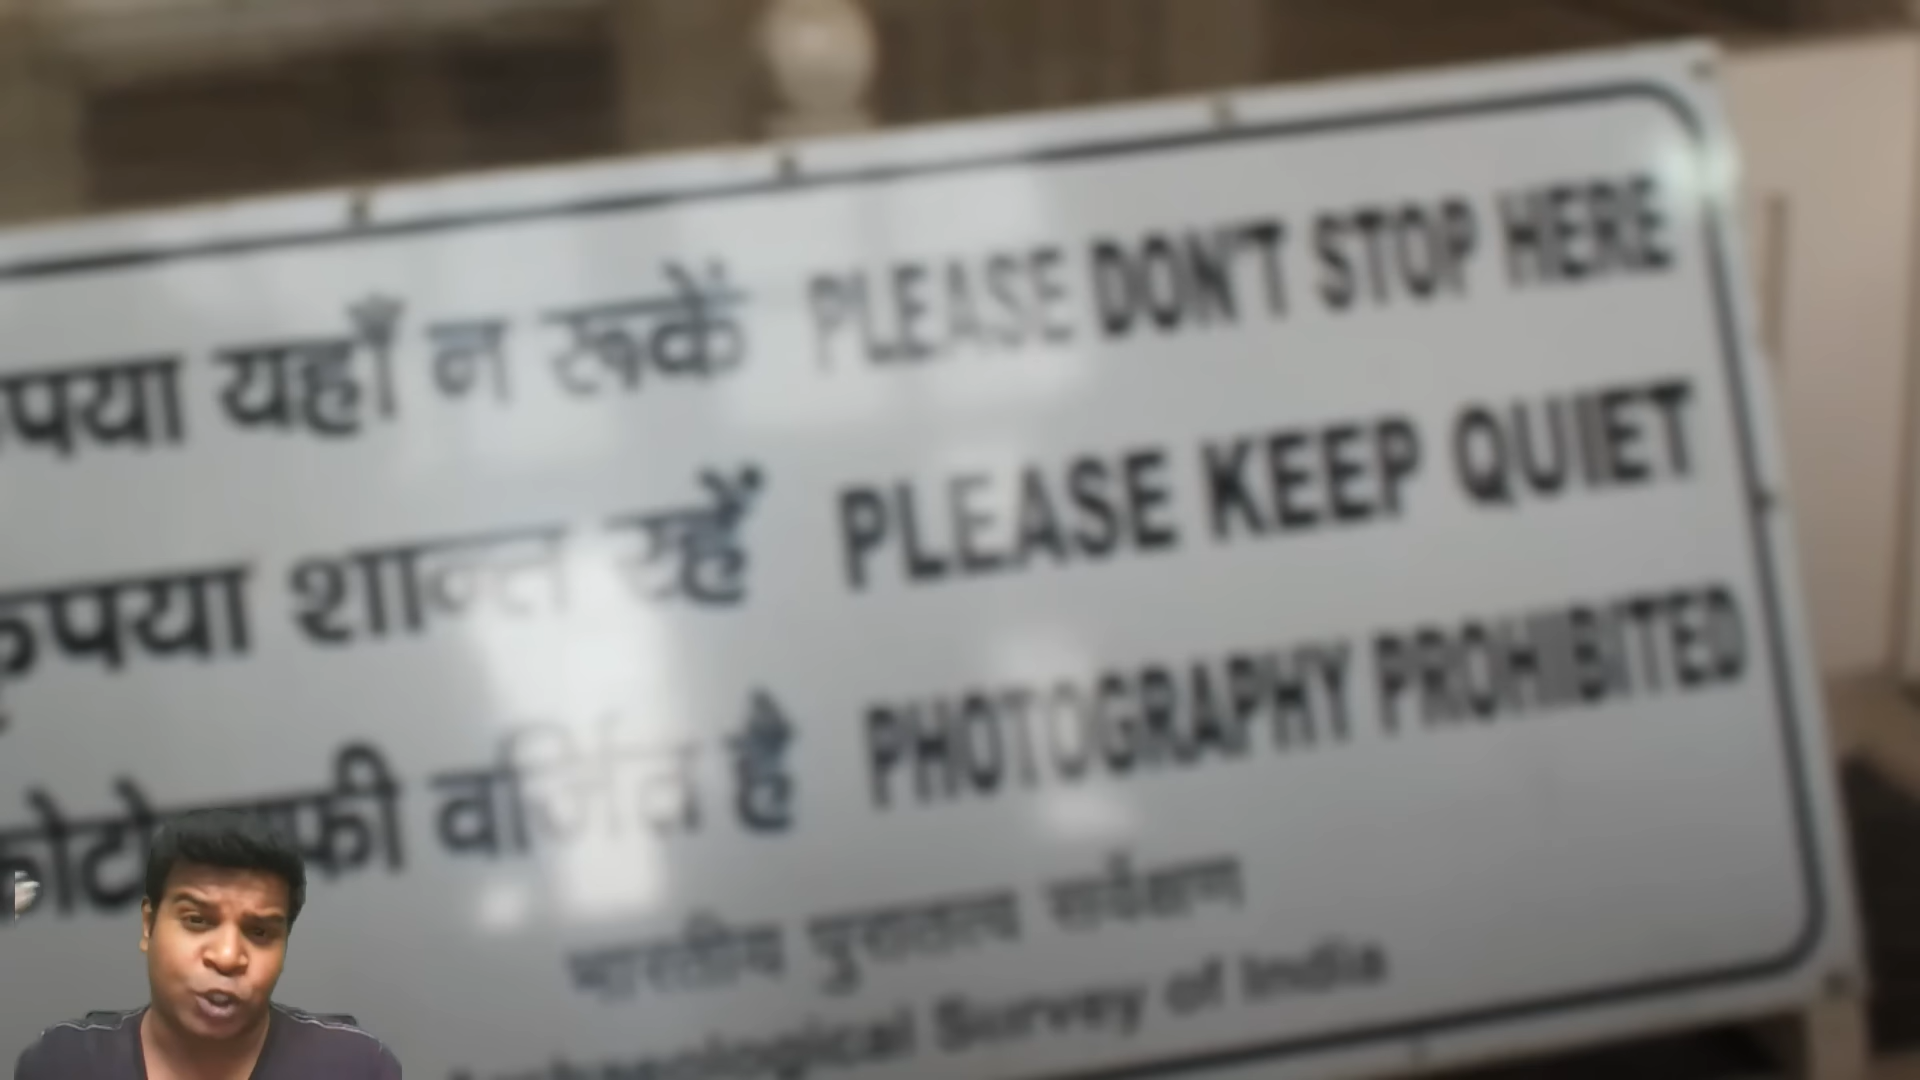 कृपया यहाँ न रूकें PLEASE DON'T STOP HERE
कृपया शान्त रहें PLEASE KEEP QUIET
फोटोग्राफी वर्जित है PHOTOGRAPHY PROHIBITED
भारतीय पुरातत्व सर्वेक्षण
Archaeological Survey of India